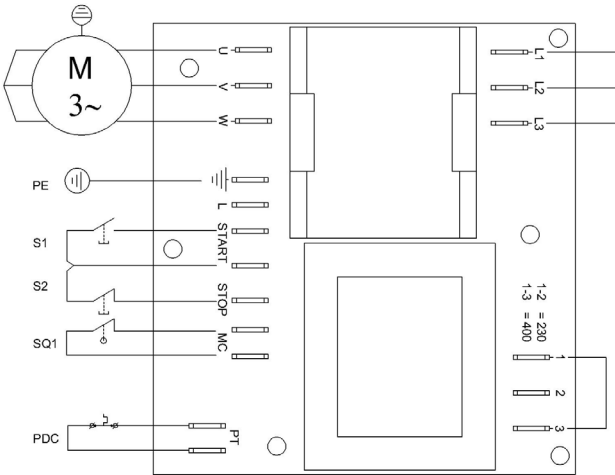 M
3~
U
V
W
L1
L2
L3
PE
L
S1
START
S2
STOP
SQ1
MC
PDC
PT
1-2 = 230
1-3 = 400
1
2
3